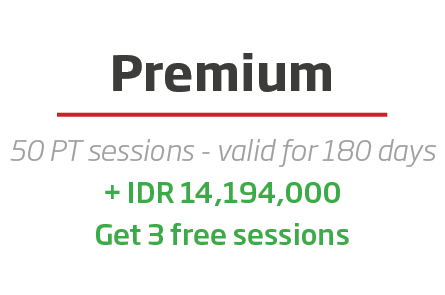 Premium
50 PT sessions - valid for 180 days
+ IDR 14,194,000
Get 3 free sessions